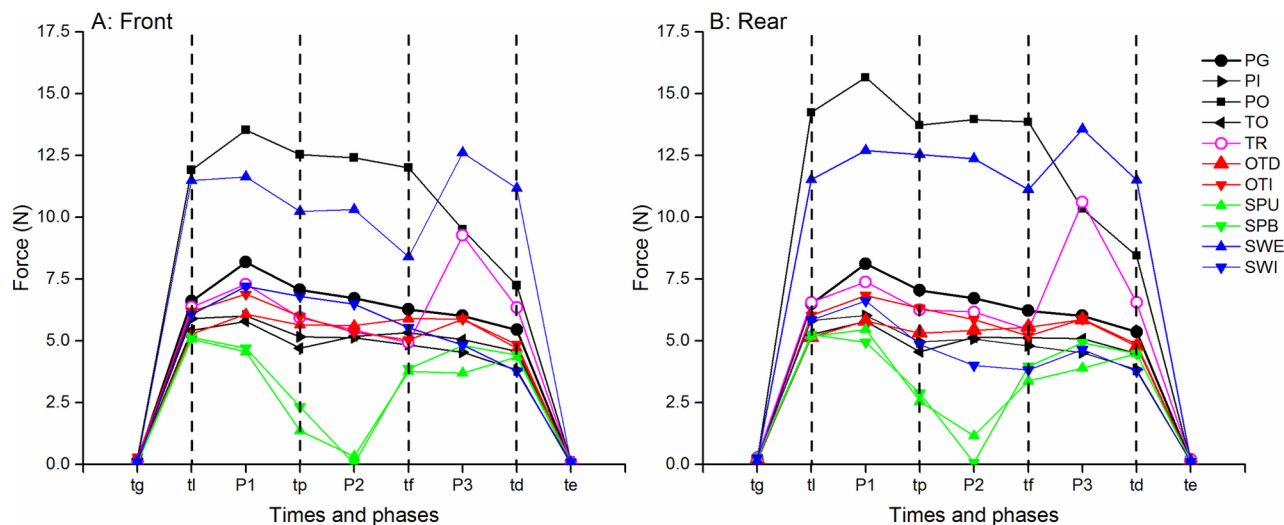 A: Front
B: Rear
Force (N)
17.5
15.0
12.5
10.0
7.5
5.0
2.5
0.0
tg tl P1 tp P2 tf P3 td te
Times and phases
Force (N)
17.5
15.0
12.5
10.0
7.5
5.0
2.5
0.0
tg tl P1 tp P2 tf P3 td te
Times and phases
PG
PI
PO
TO
TR
OTD
OTI
SPU
SPB
SWE
SWI